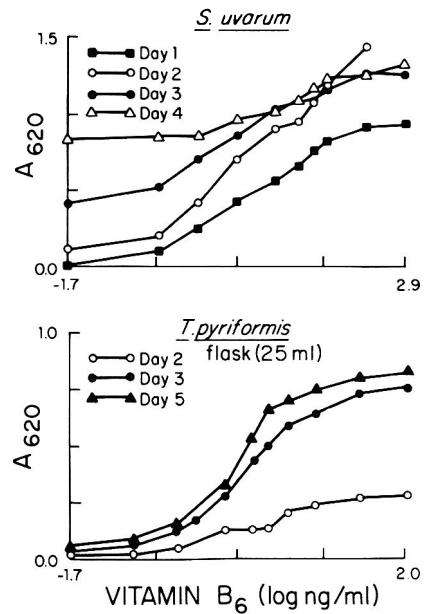 S. uvarum
1.5
Day 1
Day 2
Day 3
Day 4
A620
0.0
-1.7 2.9
T. pyriformis
flask (25 ml)
1.0
Day 2
Day 3
Day 5
A620
0.0
-1.7 2.0
VITAMIN B6 (log ng/ml)